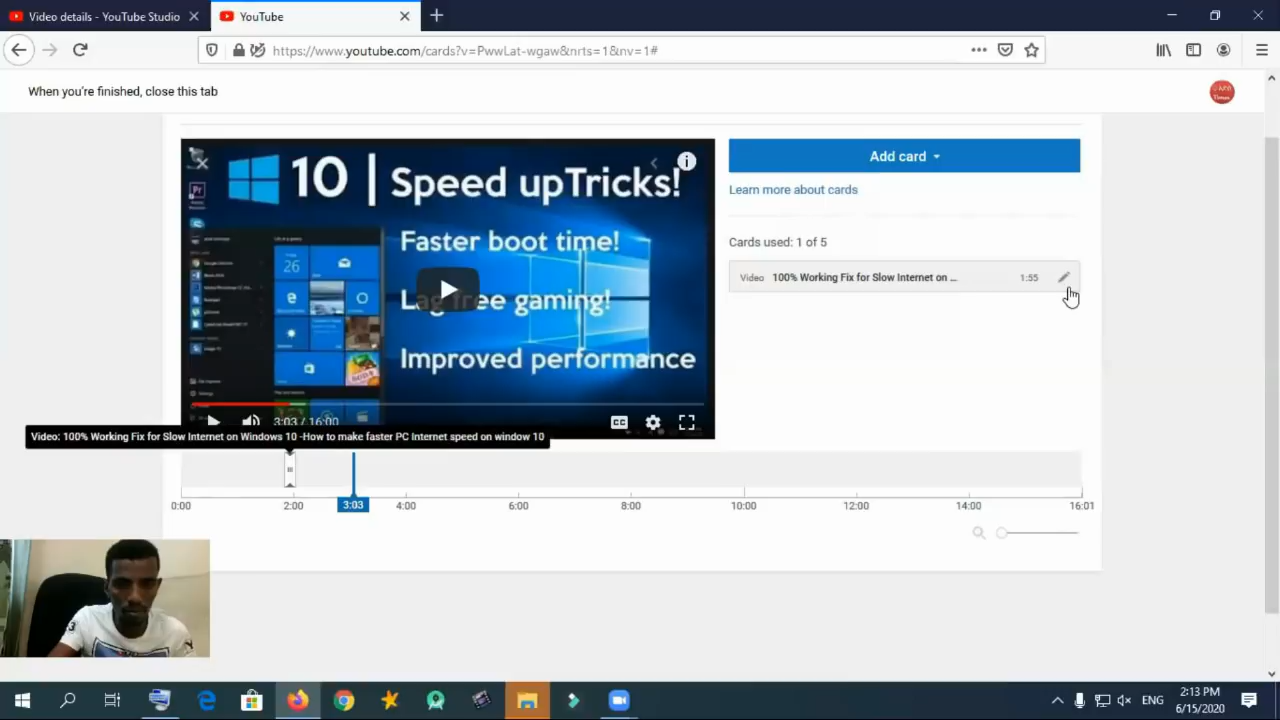 Video details - YouTube Studio
YouTube
https://www.youtube.com/cards?v=PwwLat-wgaw&nrts=1&nv=1#
When you're finished, close this tab
10 | Speed upTricks!
Faster boot time!
Lag free gaming!
Improved performance
Friday
26
3:03 / 16:00
CC
Add card
Learn more about cards
Cards used: 1 of 5
Video 100% Working Fix for Slow Internet on ... 1:55
Video: 100% Working Fix for Slow Internet on Windows 10 -How to make faster PC Internet speed on window 10
0:00 2:00 3:03 4:00 6:00 8:00 10:00 12:00 14:00 16:01
ENG
2:13 PM
6/15/2020